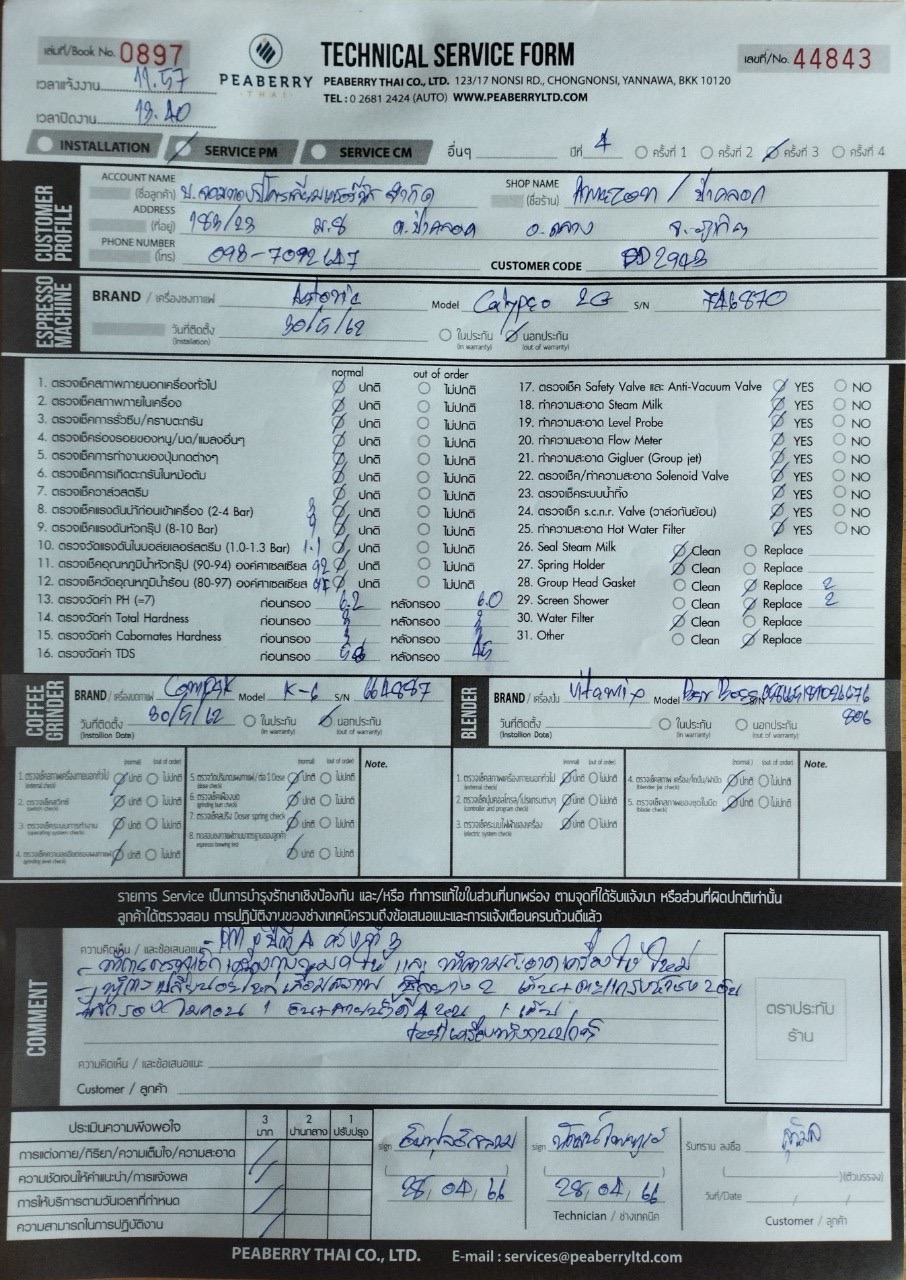 เล่มที่/Book No. 0897
PEABERRY
THAI
TECHNICAL SERVICE FORM
PEABERRY THAI CO., LTD. 123/17 NONSI RD., CHONGNONSI, YANNAWA, BKK 10120
TEL : 0 2681 2424 (AUTO) WWW.PEABERRYLTD.COM
เลขที่/No. 44843
เวลาแจ้งงาน 11.57
เวลาปิดงาน 13.40
INSTALLATION SERVICE PM SERVICE CM อื่นๆ ปีที่ 4 ครั้งที่ 1 ครั้งที่ 2 ครั้งที่ 3 ครั้งที่ 4
CUSTOMER PROFILE
ACCOUNT NAME (ชื่อลูกค้า) จำกัด
SHOP NAME (ชื่อร้าน) Amazon / ป่าคลอก
ADDRESS (ที่อยู่) 183/23 ม.8 ต.ป่าคลอก อ.ถลาง จ.ภูเก็ต
PHONE NUMBER (โทร) 098-7092647
CUSTOMER CODE 2943
ESPRESSO MACHINE
BRAND / เครื่องชงกาแฟ Astoria Model Calypso 2G S/N 746870
วันที่ติดตั้ง (Installation) 30/5/62 ในประกัน (in warranty) นอกประกัน (out of warranty)
normal out of order
1. ตรวจเช็คสภาพภายนอกเครื่องทั่วไป ปกติ ไม่ปกติ
2. ตรวจเช็คสภาพภายในเครื่อง ปกติ ไม่ปกติ
3. ตรวจเช็คการรั่วซึม/คราบตะกรัน ปกติ ไม่ปกติ
4. ตรวจเช็คร่องรอยของหนู/มด/แมลงอื่นๆ ปกติ ไม่ปกติ
5. ตรวจเช็คการทำงานของปุ่มกดต่างๆ ปกติ ไม่ปกติ
6. ตรวจเช็คการเกิดตะกรันในหม้อต้ม ปกติ ไม่ปกติ
7. ตรวจเช็ควาล์วสตรีม ปกติ ไม่ปกติ
8. ตรวจเช็คแรงดันน้ำก่อนเข้าเครื่อง (2-4 Bar) 3 ปกติ ไม่ปกติ
9. ตรวจเช็คแรงดันหัวกรุ๊ป (8-10 Bar) 9 ปกติ ไม่ปกติ
10. ตรวจวัดแรงดันในบอยเลอร์สตรีม (1.0-1.3 Bar) 1.1 ปกติ ไม่ปกติ
11. ตรวจเช็คอุณหภูมิน้ำหัวกรุ๊ป (90-94) องศาเซลเซียส 92 ปกติ ไม่ปกติ
12. ตรวจเช็ควัดอุณหภูมิน้ำร้อน (80-97) องศาเซลเซียส ปกติ ไม่ปกติ
13. ตรวจวัดค่า PH (=7) ก่อนกรอง 6.2 หลังกรอง 6.0
14. ตรวจวัดค่า Total Hardness ก่อนกรอง หลังกรอง
15. ตรวจวัดค่า Cabornates Hardness ก่อนกรอง หลังกรอง
16. ตรวจวัดค่า TDS ก่อนกรอง หลังกรอง 45
17. ตรวจเช็ค Safety Valve และ Anti-Vacuum Valve YES NO
18. ทำความสะอาด Steam Milk YES NO
19. ทำความสะอาด Level Probe YES NO
20. ทำความสะอาด Flow Meter YES NO
21. ทำความสะอาด Gigluer (Group jet) YES NO
22. ตรวจเช็ค/ทำความสะอาด Solenoid Valve YES NO
23. ตรวจเช็คระบบน้ำทิ้ง YES NO
24. ตรวจเช็ค s.c.n.r. Valve (วาล์วกันย้อน) YES NO
25. ทำความสะอาด Hot Water Filter YES NO
26. Seal Steam Milk Clean Replace
27. Spring Holder Clean Replace
28. Group Head Gasket Clean Replace 2
29. Screen Shower Clean Replace 2
30. Water Filter Clean Replace
31. Other Clean Replace
COFFEE GRINDER
BRAND / เครื่องบดกาแฟ Compak Model K-6 S/N 664887
วันที่ติดตั้ง (Installion Date) 30/5/62 ในประกัน (in warranty) นอกประกัน (out of warranty)
BLENDER
BRAND / เครื่องปั่น Vitamix Model Bar Boss S/N
806
วันที่ติดตั้ง (Installion Date) ในประกัน (in warranty) นอกประกัน (out of warranty)
(normal) (out of order) (normal) (out of order) Note.
1. ตรวจเช็คสภาพเครื่องภายนอกทั่วไป (external check) ปกติ ไม่ปกติ
2. ตรวจเช็คสวิทซ์ (switch check) ปกติ ไม่ปกติ
3. ตรวจเช็คระบบการทำงาน (operating system check) ปกติ ไม่ปกติ
4. ตรวจเช็คความละเอียดของผงกาแฟ (grinding level check) ปกติ ไม่ปกติ
5. ตรวจวัดปริมาณผงกาแฟ/ต่อ 1 Dose (dose check) ปกติ ไม่ปกติ
6. ตรวจเช็คเฟืองบด (grinding burr check) ปกติ ไม่ปกติ
7. ตรวจเช็คสปริง Doser spring check ปกติ ไม่ปกติ
8. ทดสอบชงกาแฟตามมาตรฐานของลูกค้า espresso brewing test ปกติ ไม่ปกติ
(normal) (out of order) (normal) (out of order) Note.
1. ตรวจเช็คสภาพเครื่องภายนอกทั่วไป (external check) ปกติ ไม่ปกติ
2. ตรวจเช็คปุ่มคอลโทรล/โปรแกรมต่างๆ (controller and program check) ปกติ ไม่ปกติ
3. ตรวจเช็คระบบไฟฟ้าของเครื่อง (electric system check) ปกติ ไม่ปกติ
4. ตรวจเช็คสภาพ เครื่อง/โถปั่น/ฝาปิด (blender jar check) ปกติ ไม่ปกติ
5. ตรวจเช็คสภาพของชุดใบมีด (blade check) ปกติ ไม่ปกติ
รายการ Service เป็นการบำรุงรักษาเชิงป้องกัน และ/หรือ ทำการแก้ไขในส่วนที่บกพร่อง ตามจุดที่ได้รับแจ้งมา หรือส่วนที่ผิดปกติเท่านั้น
ลูกค้าได้ตรวจสอบ การปฏิบัติงานของช่างเทคนิครวมถึงข้อเสนอแนะและการแจ้งเตือนครบถ้วนดีแล้ว
COMMENT
ความคิดเห็น / และข้อเสนอแนะ PM ปีที่ 4 ครั้งที่ 3
ความคิดเห็น / และข้อเสนอแนะ
Customer / ลูกค้า
ตราประทับ
ร้าน
ประเมินความพึงพอใจ 3 มาก 2 ปานกลาง 1 ปรับปรุง
การแต่งกาย/กิริยา/ความเต็มใจ/ความสะอาด
ความชัดเจนให้คำแนะนำ/การแจ้งผล
การให้บริการตามวันเวลาที่กำหนด
ความสามารถในการปฏิบัติงาน
sign
28, 04, 66
sign
28, 04, 66
Technician / ช่างเทคนิค
รับทราบ ลงชื่อ
(ตัวบรรจง)
วันที่/Date / /
Customer / ลูกค้า
PEABERRY THAI CO., LTD. E-mail : services@peaberryltd.com